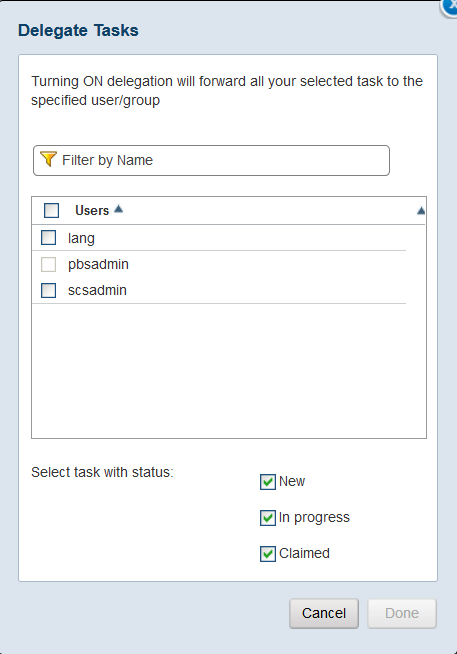 Delegate Tasks
Turning ON delegation will forward all your selected task to the
specified user/group
Filter by Name
Users
lang
pbsadmin
scsadmin
Select task with status:
New
In progress
Claimed
Cancel
Done